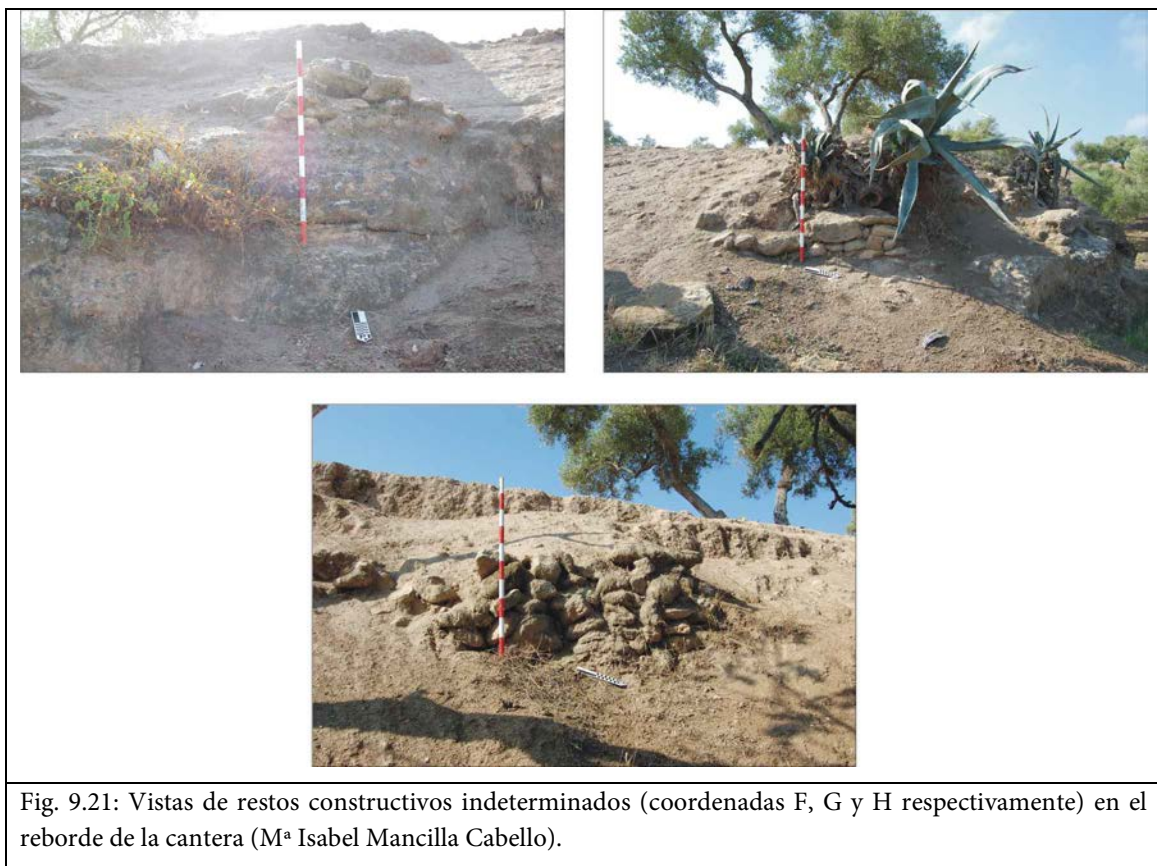 Fig. 9.21: Vistas de restos constructivos indeterminados (coordenadas F, G y H respectivamente) en el
reborde de la cantera (Mª Isabel Mancilla Cabello).